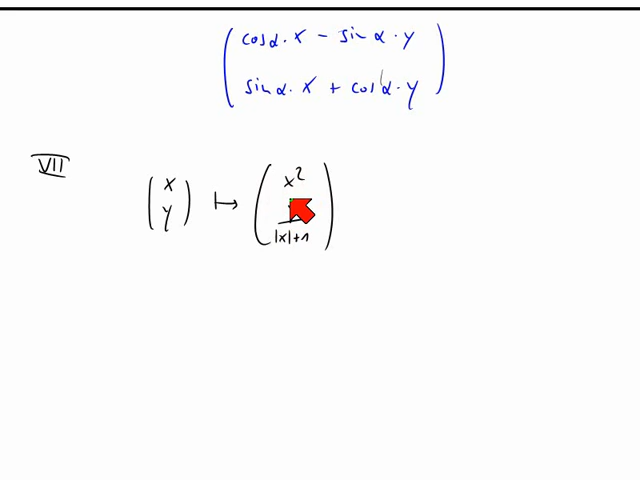 cosα·x − sinα·y
sinα·x + cosα·y
VII
(x y) ↦ (x²
|x|+1)